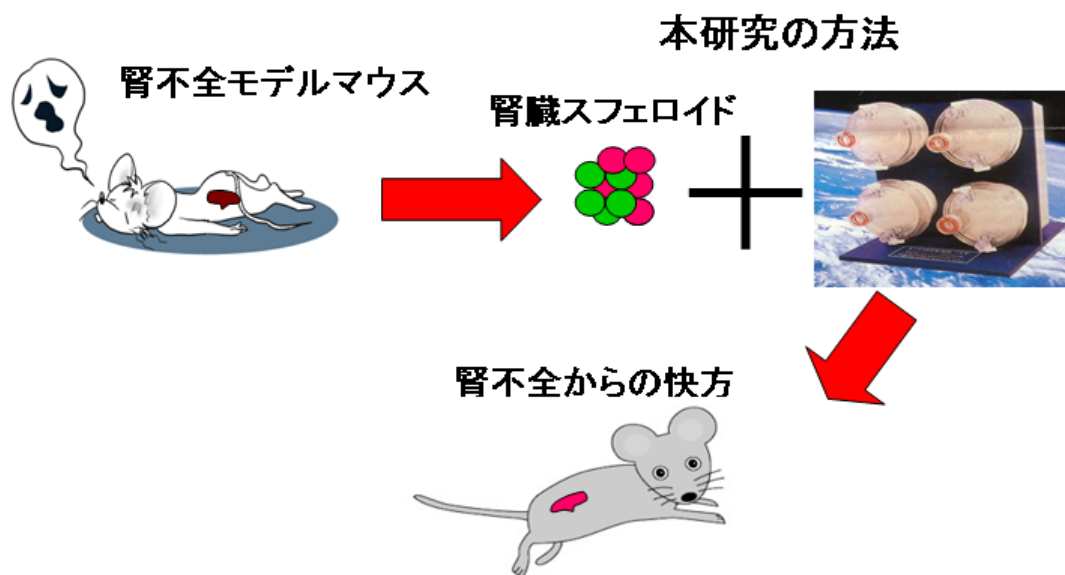 本研究の方法
腎不全モデルマウス
腎臓スフェロイド
腎不全からの快方